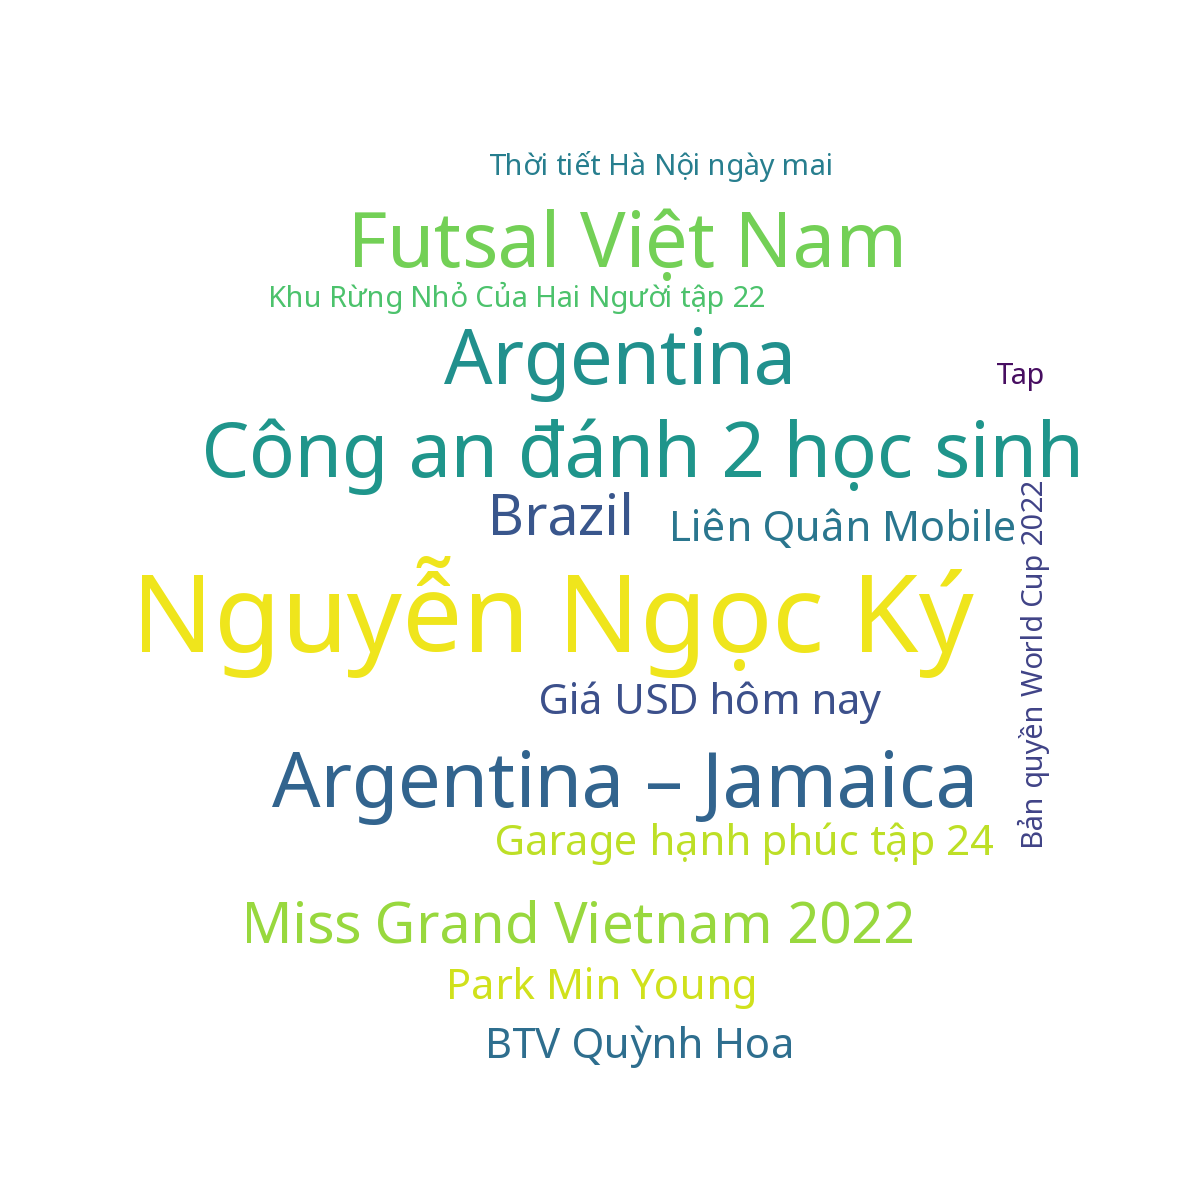 Thời tiết Hà Nội ngày mai
Futsal Việt Nam
Khu Rừng Nhỏ Của Hai Người tập 22
Argentina
Tap
Công an đánh 2 học sinh
Brazil
Liên Quân Mobile
Bản quyền World Cup 2022
Nguyễn Ngọc Ký
Giá USD hôm nay
Argentina – Jamaica
Garage hạnh phúc tập 24
Miss Grand Vietnam 2022
Park Min Young
BTV Quỳnh Hoa